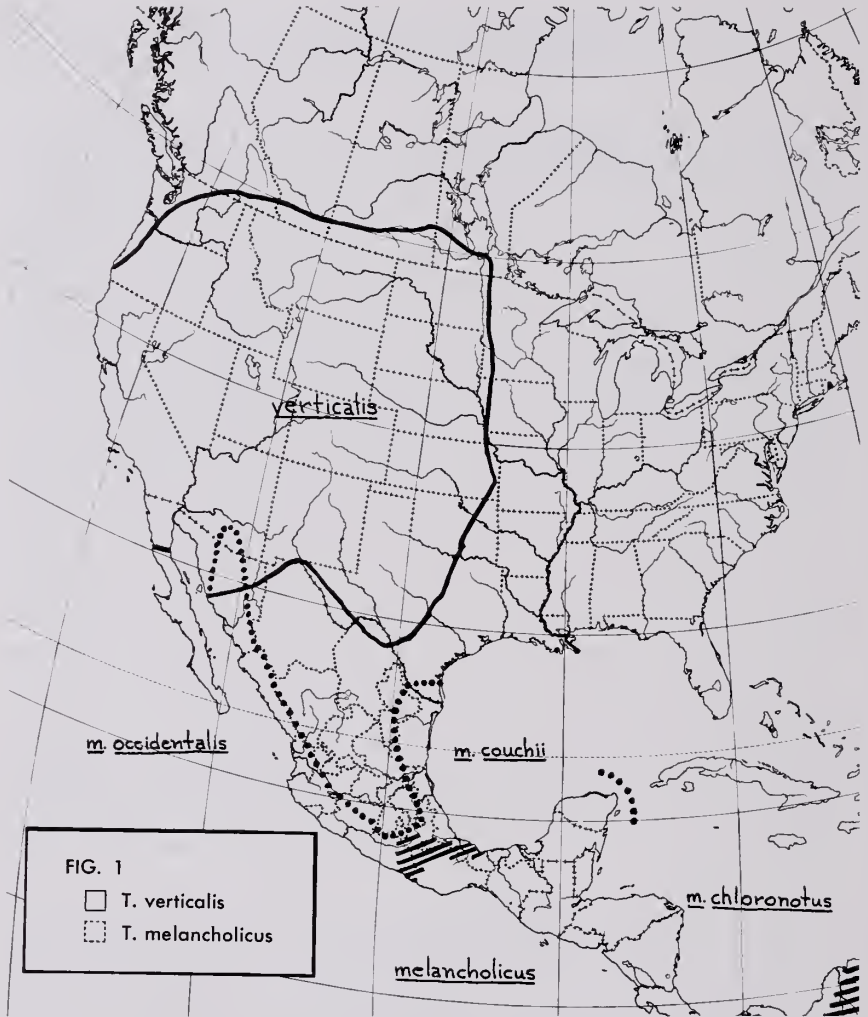 verticalis
m. occidentalis
m. couchii
m. chloronotus
melancholicus
FIG. 1
T. verticalis
T. melancholicus